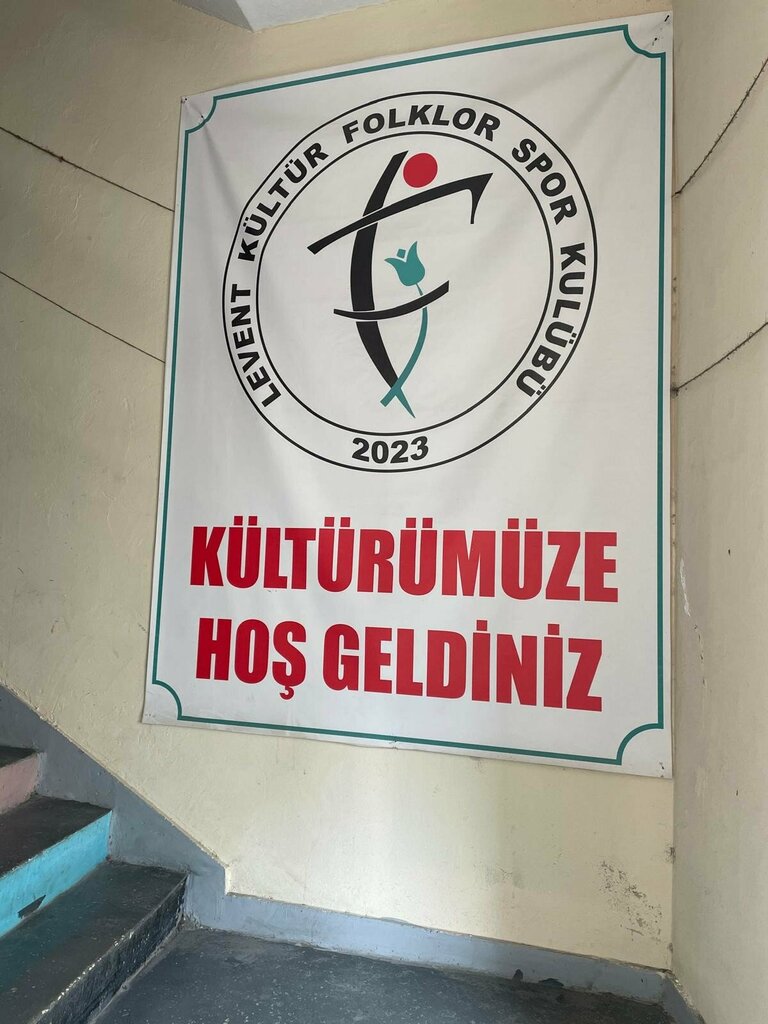 LEVENT KÜLTÜR FOLKLOR SPOR KULÜBÜ
2023
KÜLTÜRÜMÜZE
HOŞ GELDİNİZ